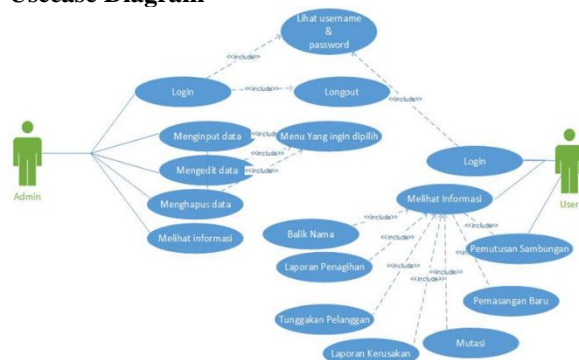 Usecase Diagram
Lihat username
&
password
<<include>>
<<include>>
Login
<<include>>
Longout
Menginput data
<<include>>
Menu Yang ingin dipilih
Mengedit data
<<include>>
<<include>>
Menghapus data
Melihat informasi
Admin
Login
User
Melihat Informasi
Balik Nama
<<include>>
<<include>>
Pemutusan Sambungan
Laporan Penagihan
<<include>>
<<include>>
<<include>>
<<include>>
<<include>>
Tunggakan Pelanggan
Pemasangan Baru
Laporan Kerusakan
Mutasi